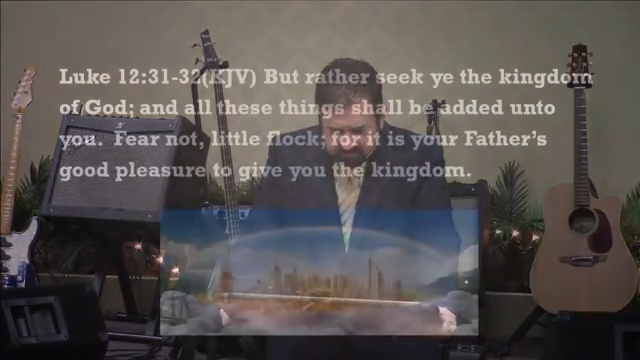 Luke 12:31-32(KJV) But rather seek ye the kingdom
of God; and all these things shall be added unto
you. Fear not, little flock; for it is your Father's
good pleasure to give you the kingdom.